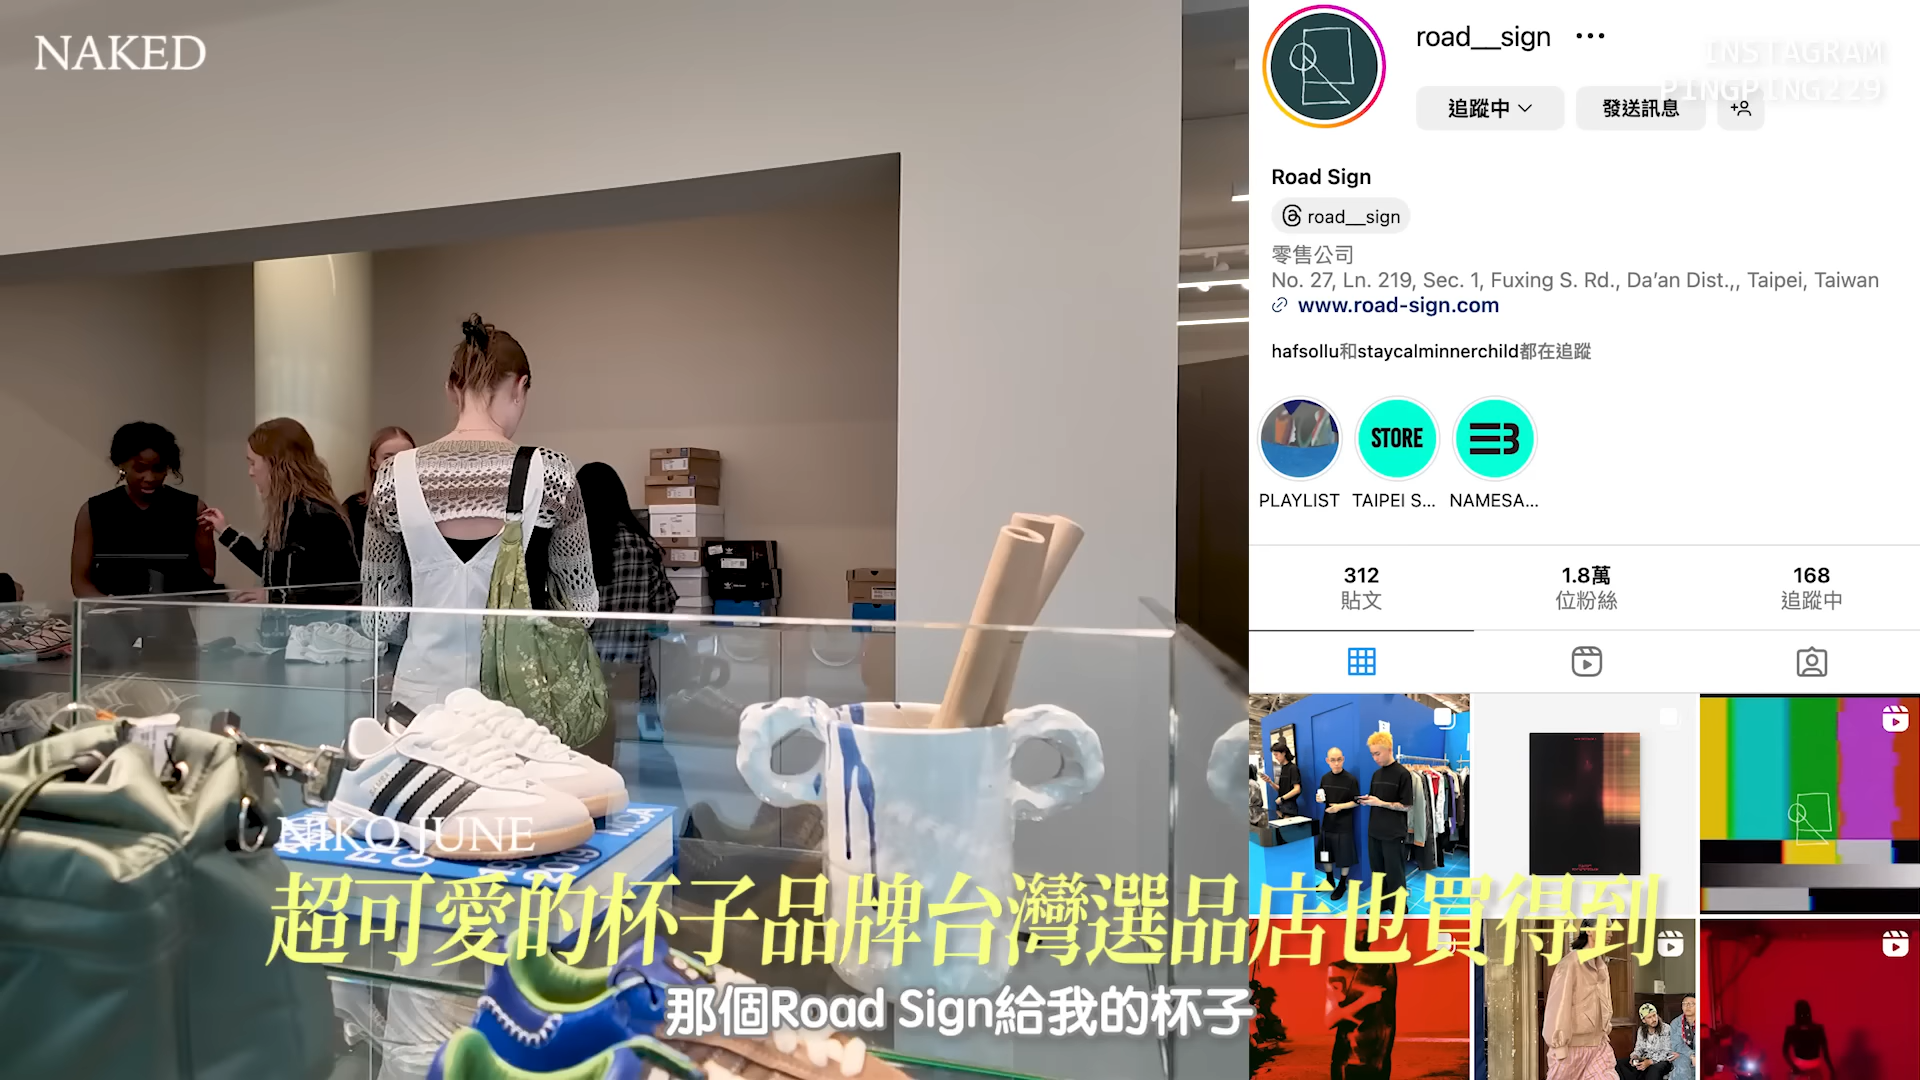 NAKED
NIKO JUNE
超可愛的杯子品牌台灣選品店也買得到
那個Road Sign給我的杯子
road__sign
INSTAGRAM
PINGPING229
追蹤中
發送訊息
Road Sign
road__sign
零售公司
No. 27, Ln. 219, Sec. 1, Fuxing S. Rd., Da'an Dist.,, Taipei, Taiwan
www.road-sign.com
hafsollu和staycalminnerchild都在追蹤
STORE
PLAYLIST
TAIPEI S...
NAMESA...
312
貼文
1.8萬
位粉絲
168
追蹤中